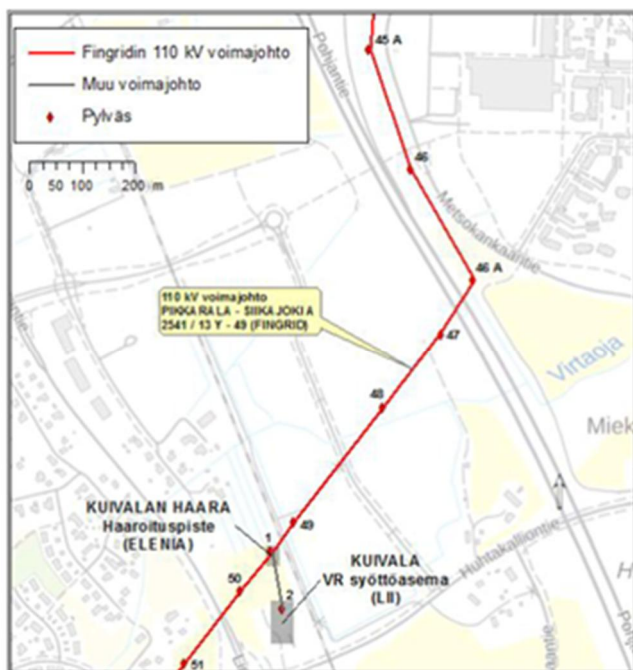 Fingridin 110 kV voimajohto
Muu voimajohto
Pylväs
0 50 100 200 m
45 A
Pohjantie
46
Metsokankaantie
46 A
110 kV voimajohto
PIKKARALA - SIIKAJOKI A
2541 / 13 Y - 49 (FINGRID)
47
Virtaoja
48
Miek
KUIVALAN HAARA
Haaroituspiste
(ELENIA)
1
49
KUIVALA
VR syöttöasema
(LII)
Huhtakalliontie
50
2
H
51